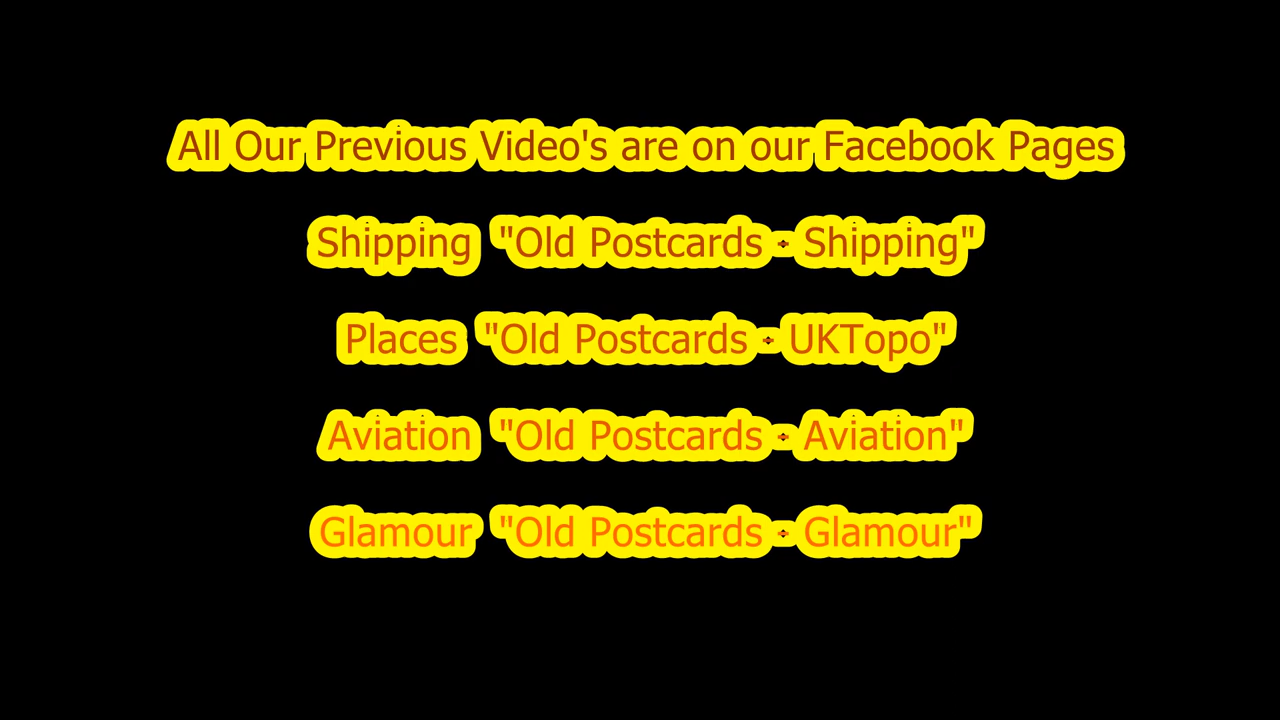 All Our Previous Video's are on our Facebook Pages
Shipping "Old Postcards - Shipping"
Places "Old Postcards - UKTopo"
Aviation "Old Postcards - Aviation"
Glamour "Old Postcards - Glamour"